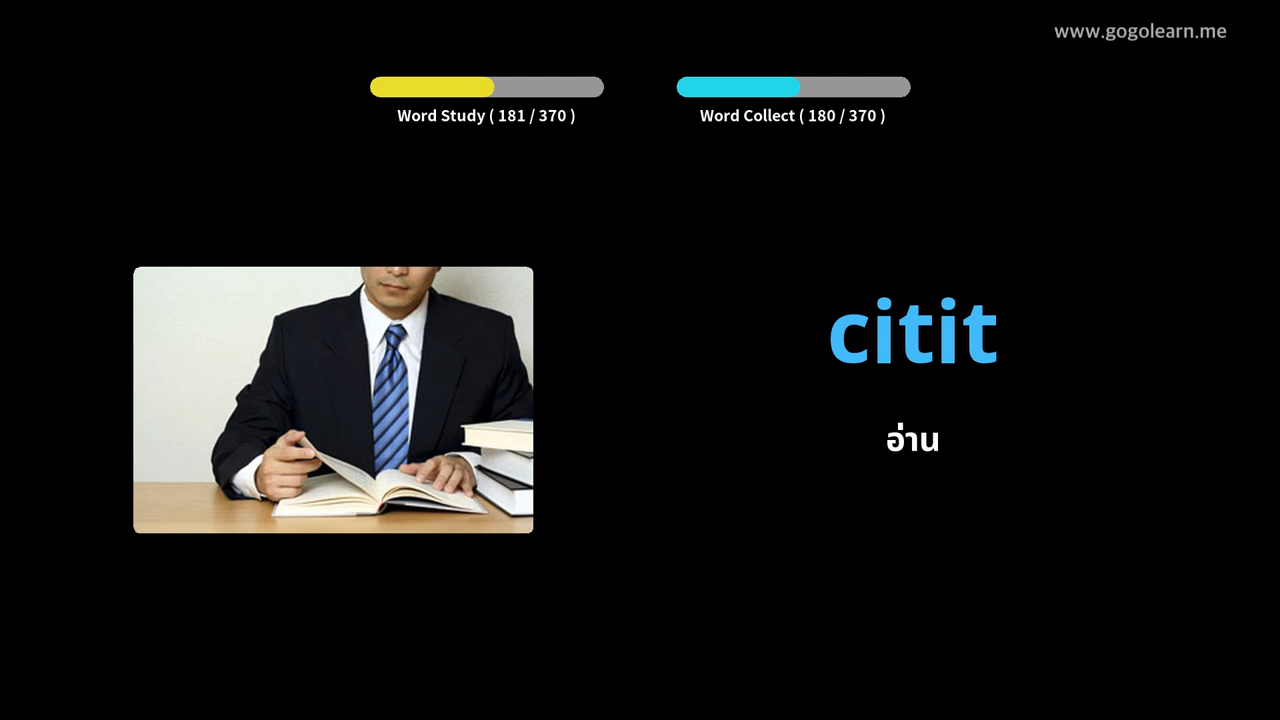 www.gogolearn.me
Word Study ( 181 / 370 )
Word Collect ( 180 / 370 )
citit
อ่าน